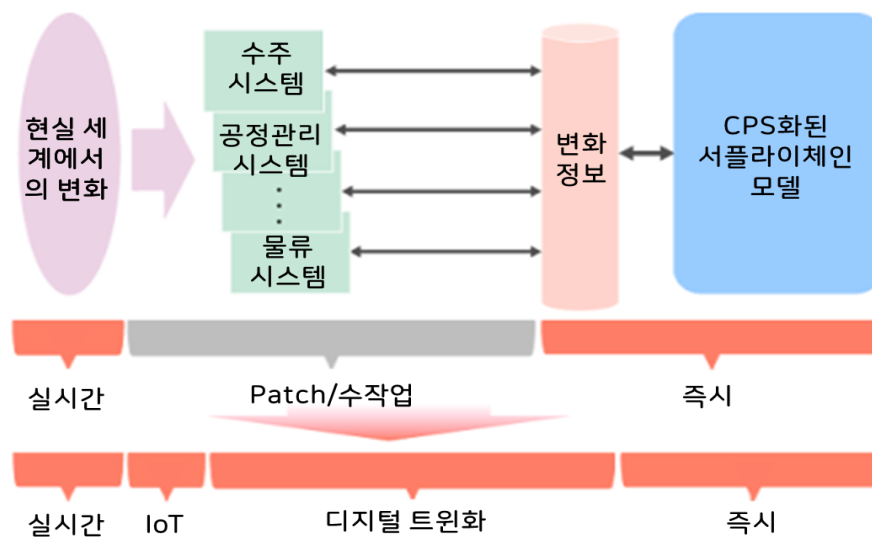 현실 세
계에서
의 변화
수주
시스템
공정관리
시스템
물류
시스템
변화
정보
CPS화된
서플라이체인
모델
실시간
Patch/수작업
즉시
실시간
IoT
디지털 트윈화
즉시